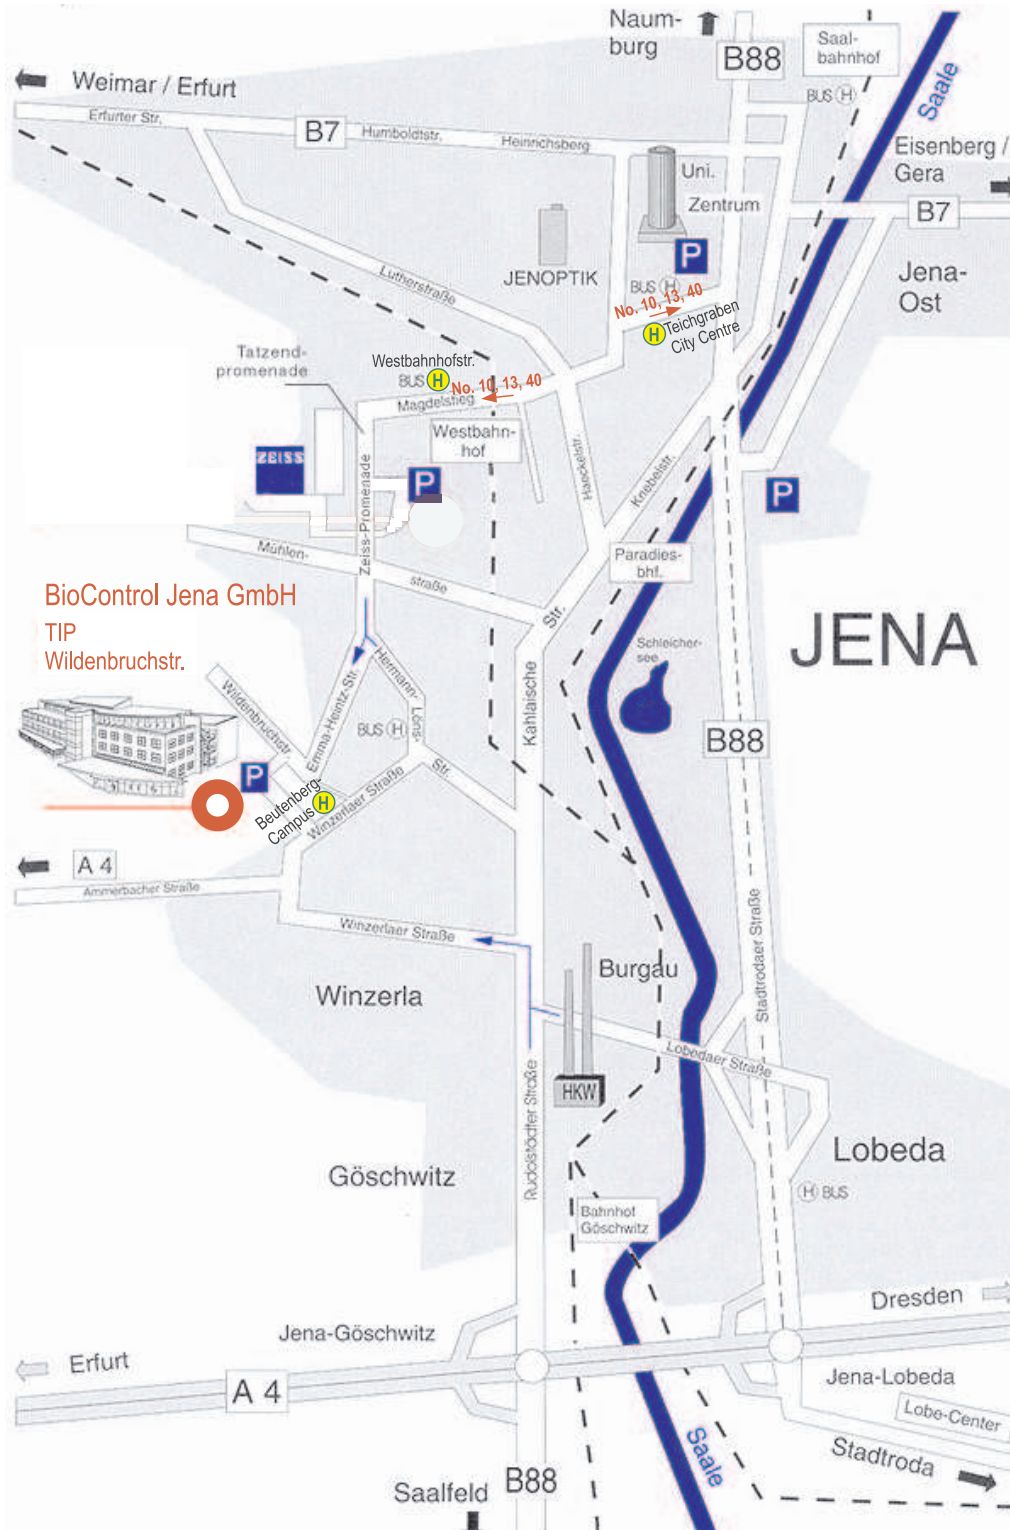 Naum-
burg
B88
Saal-
bahnhof
BUS H
Saale
Weimar / Erfurt
Erfurter Str.
B7
Humboldtstr.
Heinrichsberg
Uni.
Zentrum
Eisenberg /
Gera
B7
Jena-
Ost
JENOPTIK
P
BUS H
No. 10, 13, 40
H Teichgraben
City Centre
Lutherstraße
Tatzend-
promenade
Westbahnhofstr.
BUS H
No. 10, 13, 40
Magdelstieg
Westbahn-
hof
ZEISS
P
Zeiss-Promenade
Haeckelstr.
Knebelstr.
P
Mühlen-
straße
Paradies-
bhf.
Str.
BioControl Jena GmbH
TIP
Wildenbruchstr.
JENA
Schleicher-
see
Wildenbruchstr.
Emma-Heintz-Str.
Hermann-
Löns-
Str.
BUS H
Kahlaische
B88
P
Beutenberg-
Campus H
Winzerlaer Straße
A 4
Ammerbacher Straße
Winzerlaer Straße
Stadtrodaer Straße
Burgau
Winzerla
Lobedaer Straße
HKW
Rudolstädter Straße
Göschwitz
Lobeda
H BUS
Bahnhof
Göschwitz
Dresden
Jena-Göschwitz
Erfurt
A 4
Jena-Lobeda
Lobe-Center
Saale
Stadtroda
Saalfeld
B88